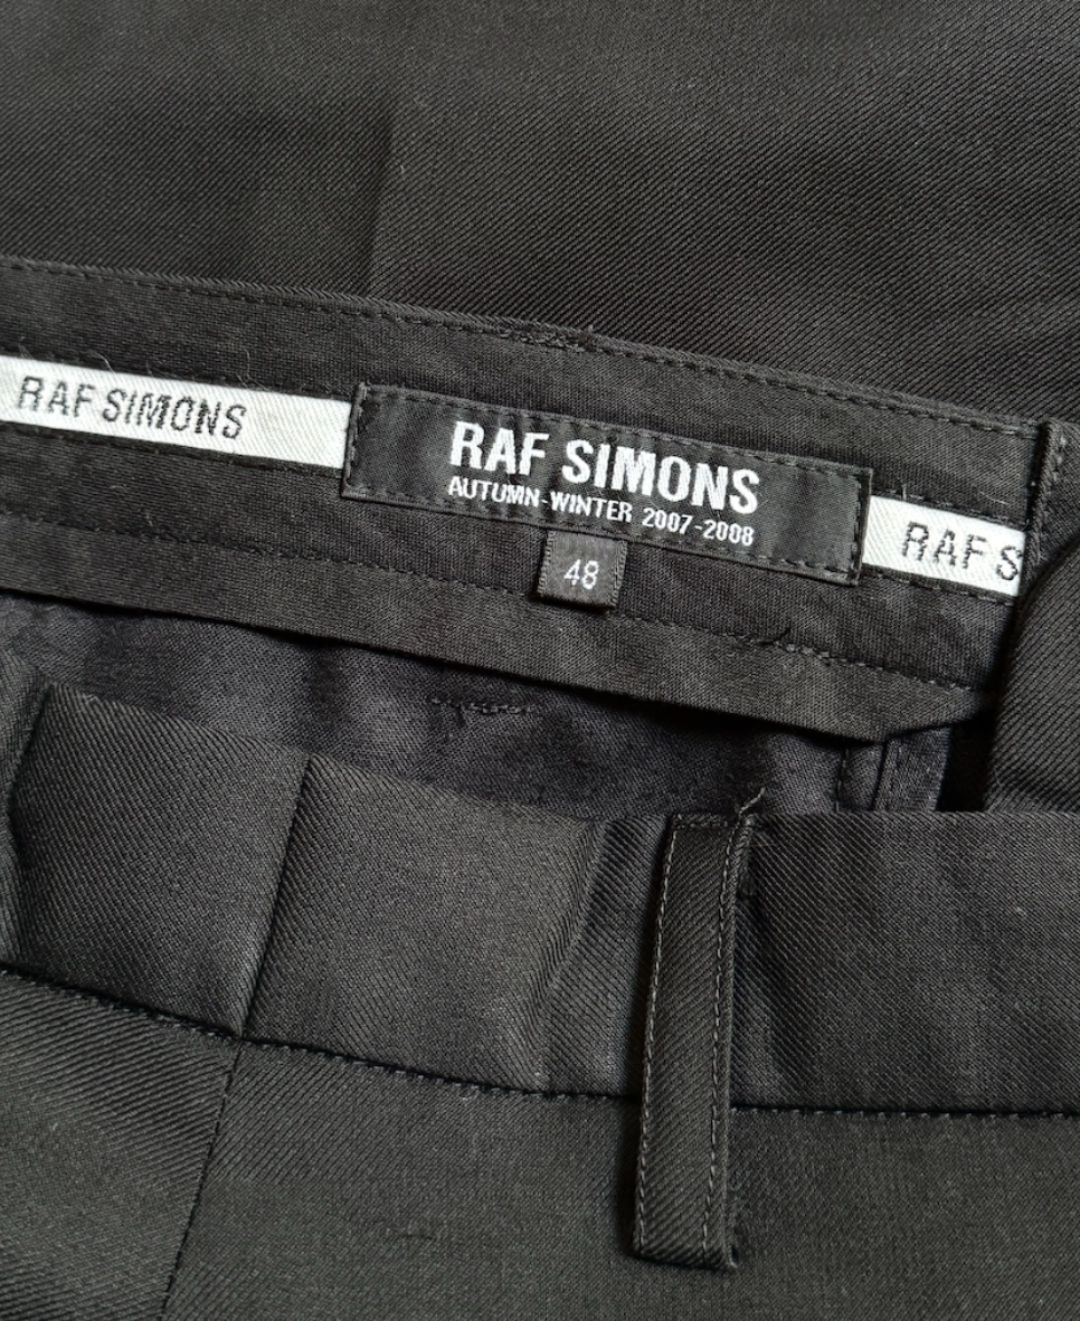 RAF SIMONS
RAF SIMONS
AUTUMN-WINTER 2007-2008
48
RAF S